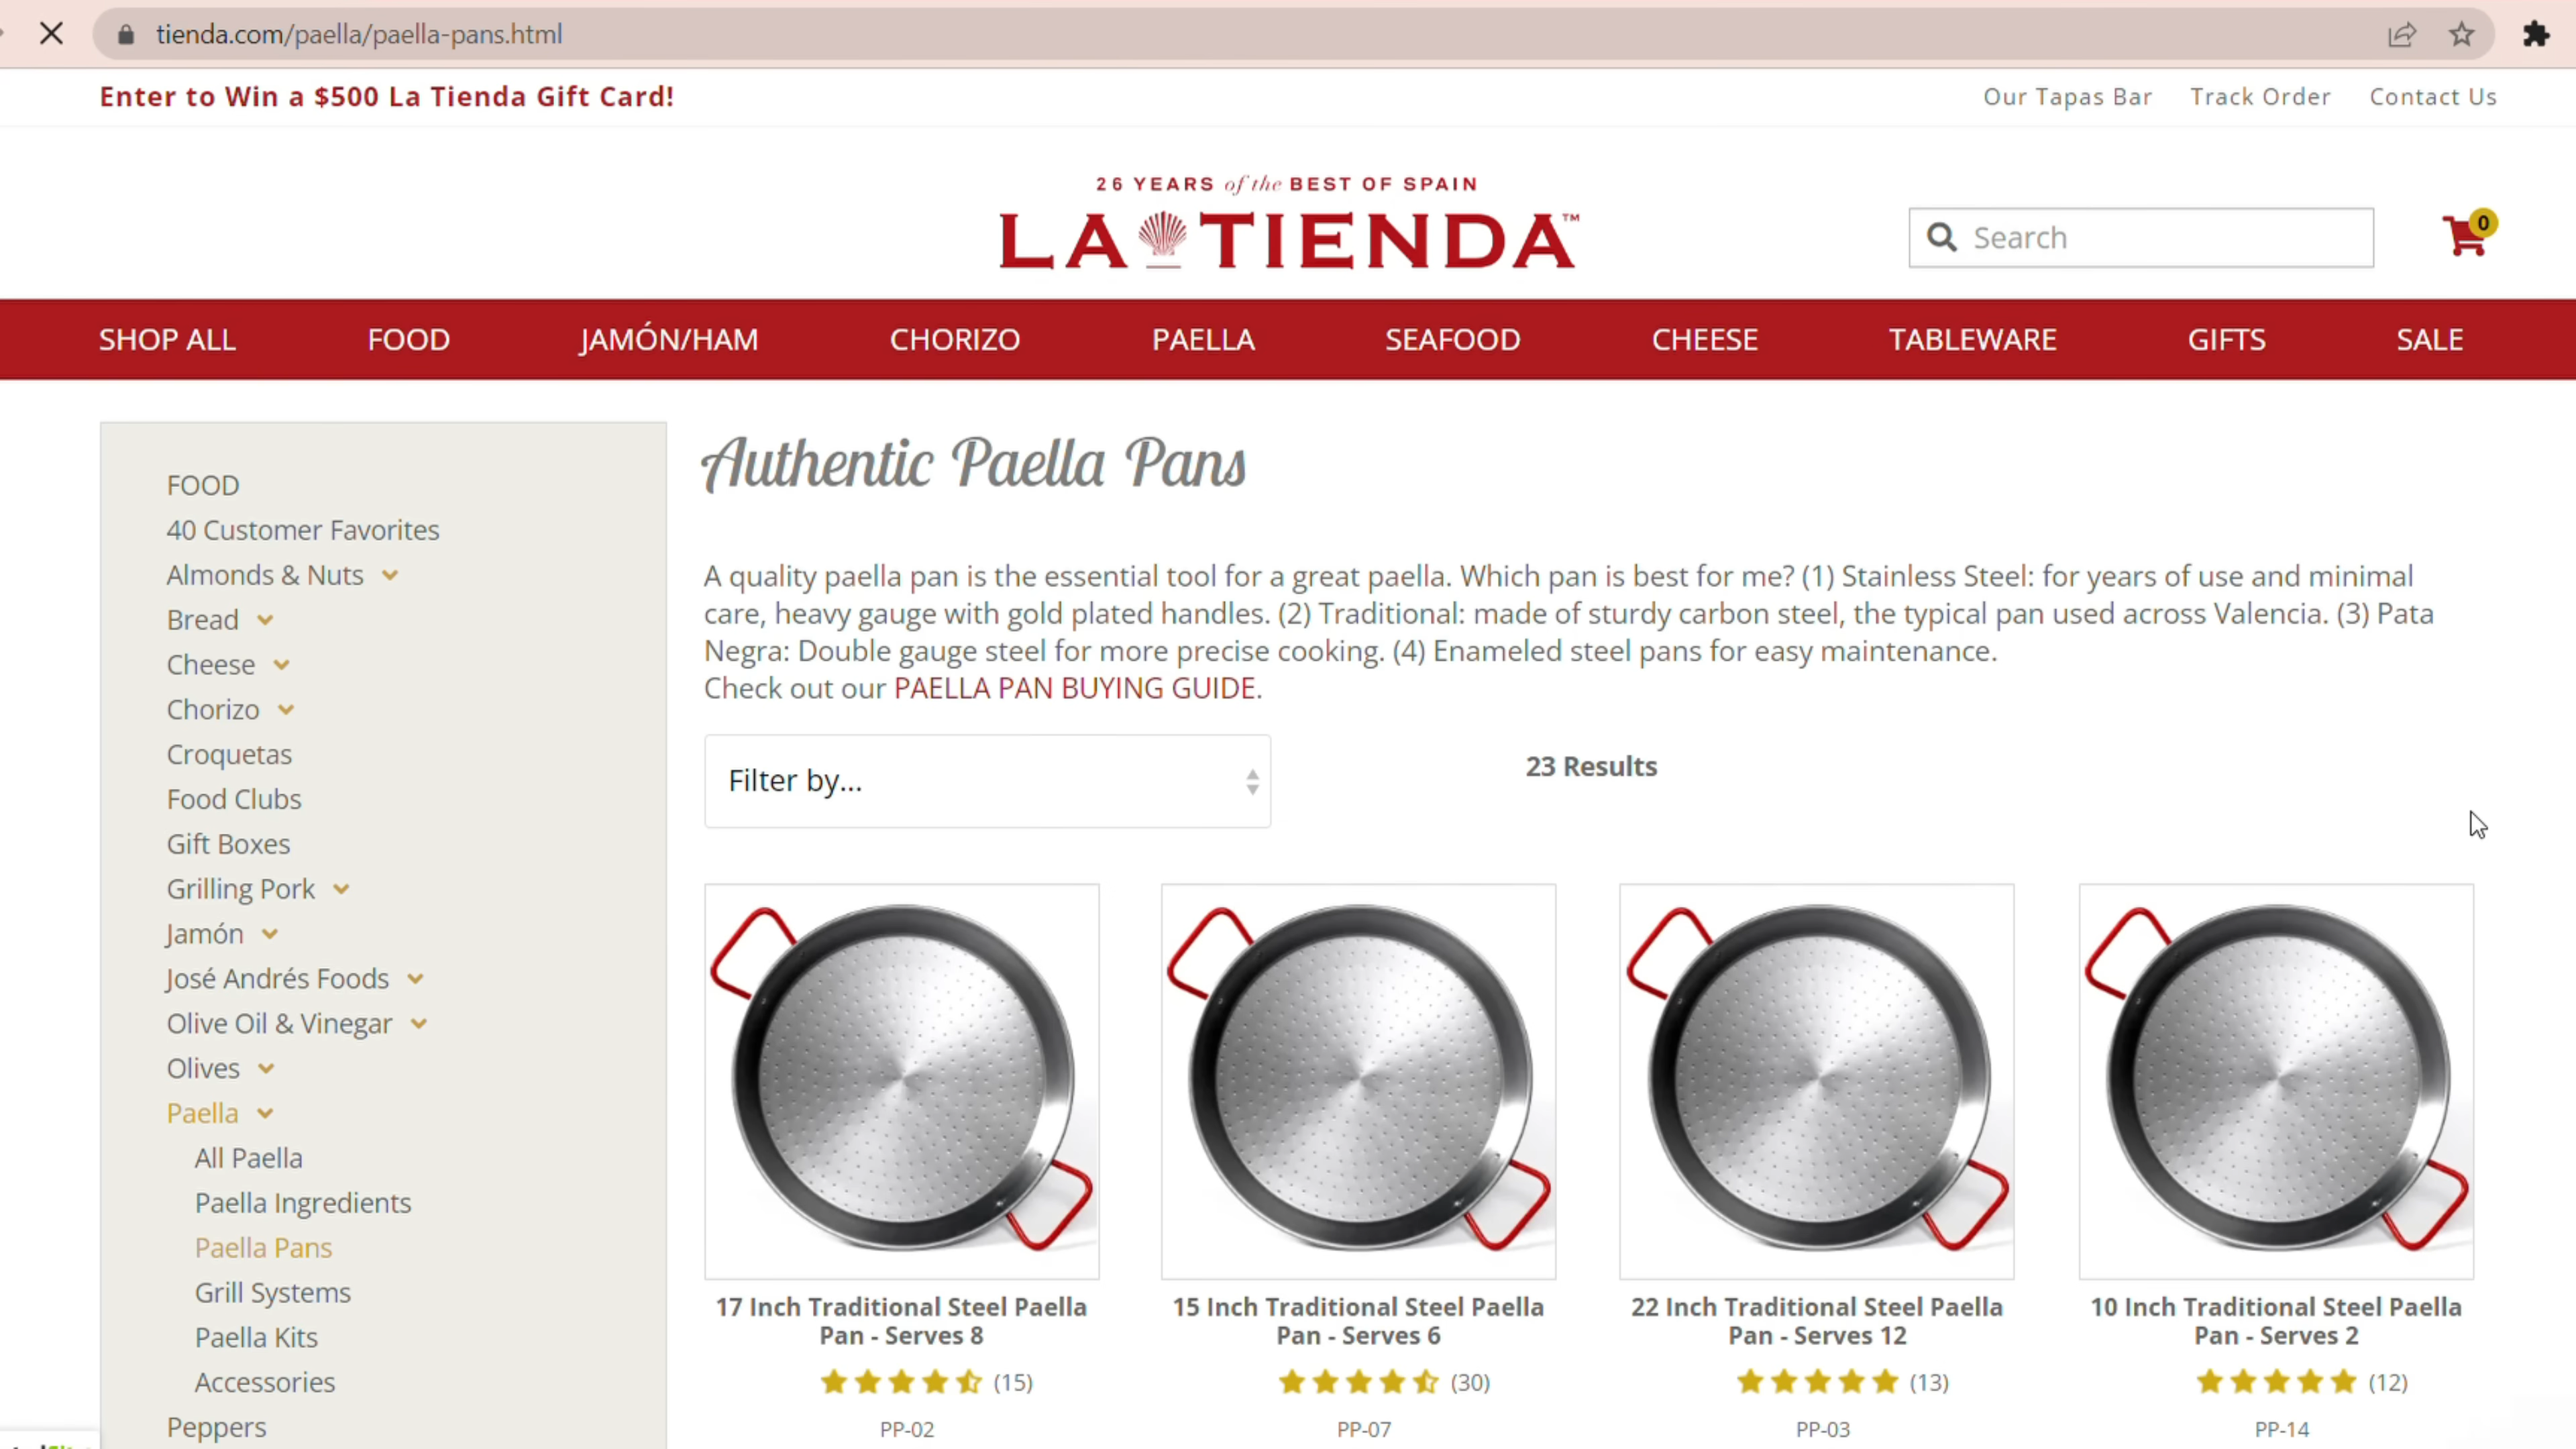 tienda.com/paella/paella-pans.html
Enter to Win a $500 La Tienda Gift Card!
Our Tapas Bar
Track Order
Contact Us
26 YEARS of the BEST OF SPAIN
LA TIENDA™
Search
0
SHOP ALL
FOOD
JAMÓN/HAM
CHORIZO
PAELLA
SEAFOOD
CHEESE
TABLEWARE
GIFTS
SALE
FOOD
40 Customer Favorites
Almonds & Nuts
Bread
Cheese
Chorizo
Croquetas
Food Clubs
Gift Boxes
Grilling Pork
Jamón
José Andrés Foods
Olive Oil & Vinegar
Olives
Paella
All Paella
Paella Ingredients
Paella Pans
Grill Systems
Paella Kits
Accessories
Peppers
Authentic Paella Pans
A quality paella pan is the essential tool for a great paella. Which pan is best for me? (1) Stainless Steel: for years of use and minimal
care, heavy gauge with gold plated handles. (2) Traditional: made of sturdy carbon steel, the typical pan used across Valencia. (3) Pata
Negra: Double gauge steel for more precise cooking. (4) Enameled steel pans for easy maintenance.
Check out our PAELLA PAN BUYING GUIDE.
Filter by...
23 Results
17 Inch Traditional Steel Paella
Pan - Serves 8
(15)
PP-02
15 Inch Traditional Steel Paella
Pan - Serves 6
(30)
PP-07
22 Inch Traditional Steel Paella
Pan - Serves 12
(13)
PP-03
10 Inch Traditional Steel Paella
Pan - Serves 2
(12)
PP-14